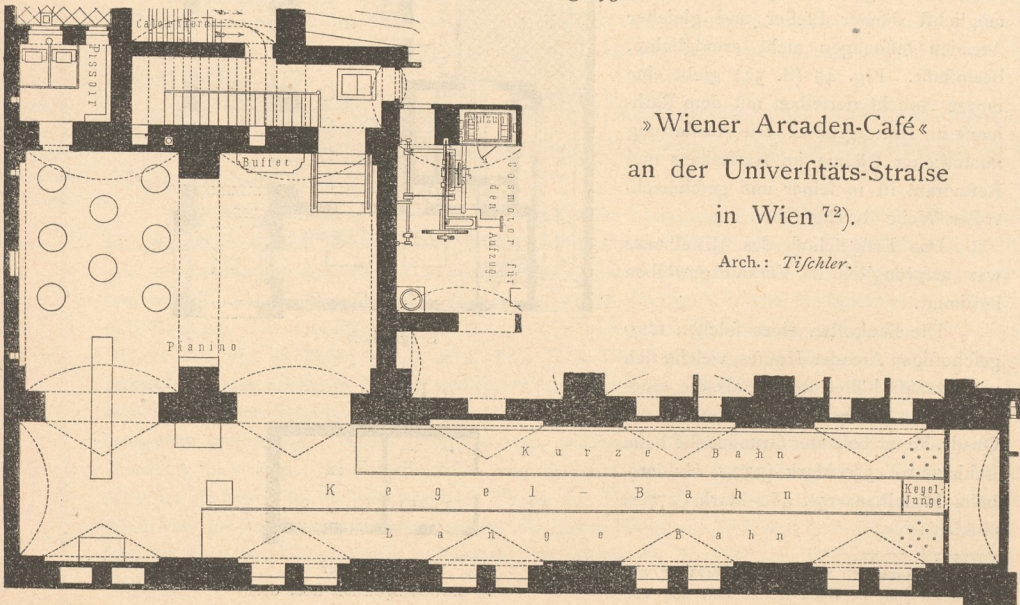 Pissoir
Aufzug
»Wiener Arcaden-Café«
an der Univerſitäts-Straſse
in Wien ⁷²).
Arch.: Tiſchler.
Buffet
Gasmotor für
den Aufzug.
Pianino
Kurze Bahn
Kegel-Bahn
Kegel-
Junge
Lange Bahn